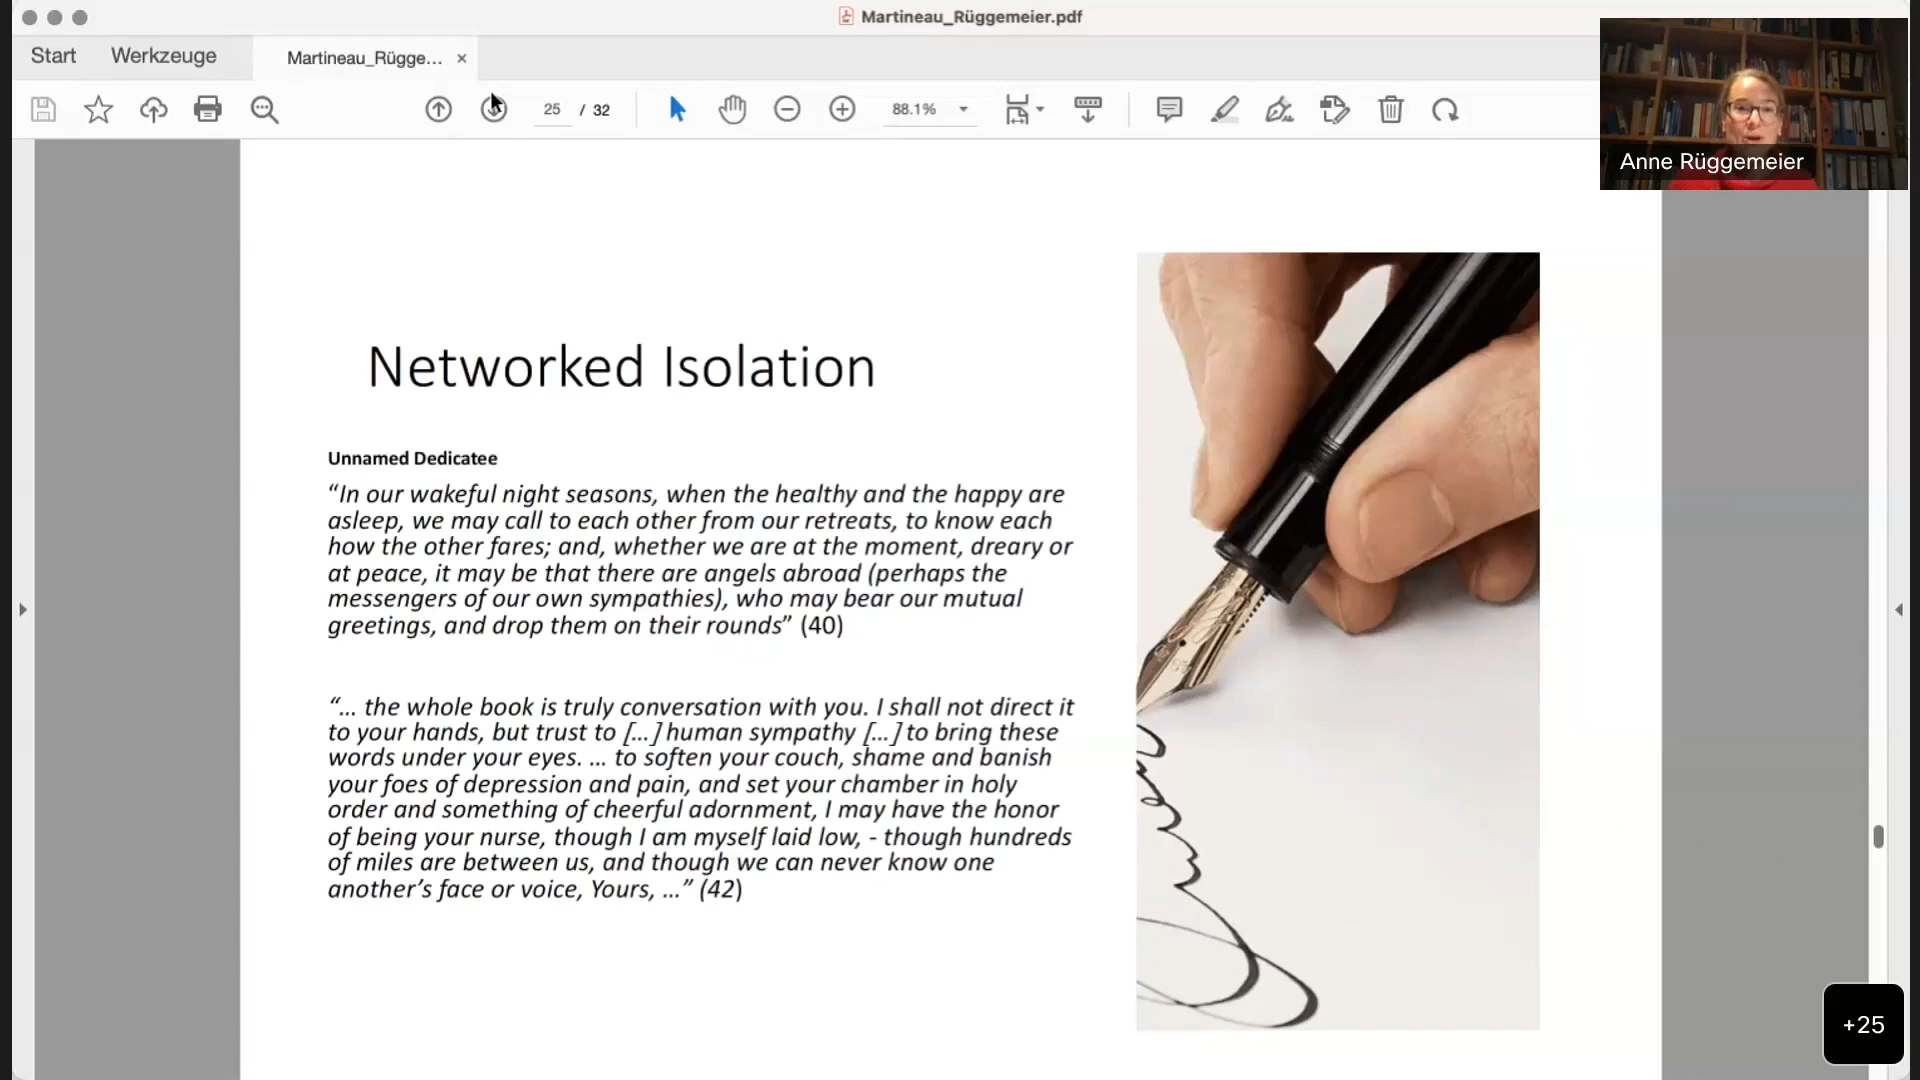 Martineau_Rüggemeier.pdf
Start
Werkzeuge
Martineau_Rügge...
25 / 32
88.1%
Anne Rüggemeier
Networked Isolation
Unnamed Dedicatee
“In our wakeful night seasons, when the healthy and the happy are
asleep, we may call to each other from our retreats, to know each
how the other fares; and, whether we are at the moment, dreary or
at peace, it may be that there are angels abroad (perhaps the
messengers of our own sympathies), who may bear our mutual
greetings, and drop them on their rounds” (40)
“... the whole book is truly conversation with you. I shall not direct it
to your hands, but trust to [...] human sympathy [...] to bring these
words under your eyes. ... to soften your couch, shame and banish
your foes of depression and pain, and set your chamber in holy
order and something of cheerful adornment, I may have the honor
of being your nurse, though I am myself laid low, - though hundreds
of miles are between us, and though we can never know one
another’s face or voice, Yours, ...” (42)
+25